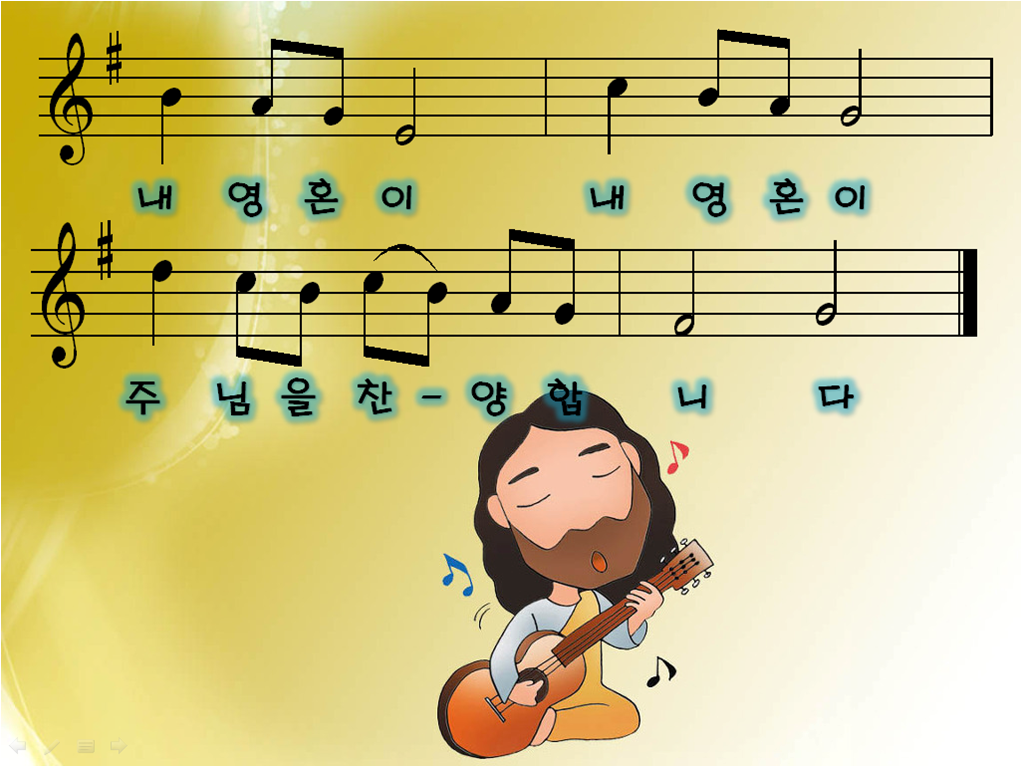 내 영 혼 이 내 영 혼 이
주 님 을 찬 - 양 합 니 다